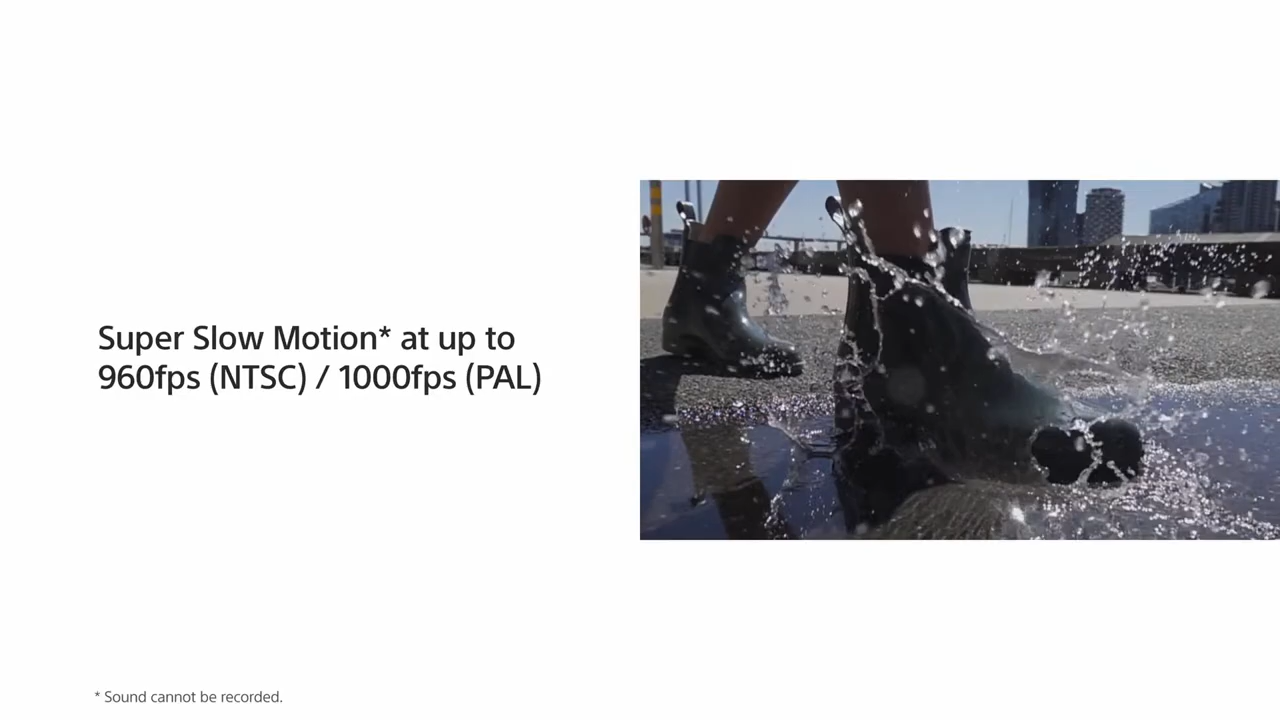 Super Slow Motion* at up to
960fps (NTSC) / 1000fps (PAL)
* Sound cannot be recorded.